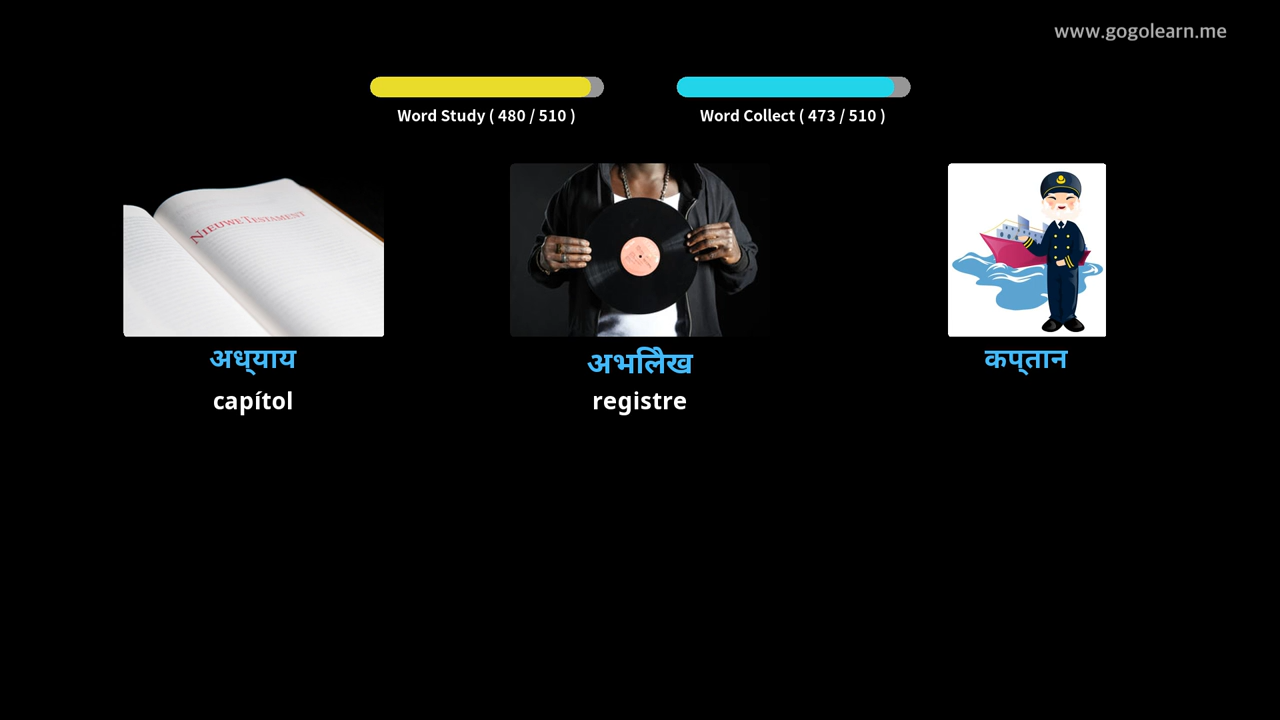 www.gogolearn.me
Word Study ( 480 / 510 )
Word Collect ( 473 / 510 )
NIEUWE TESTAMENT
अध्याय
अभिलेख
कप्तान
capítol
registre